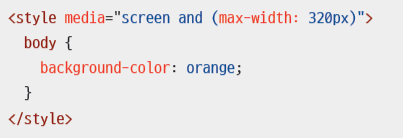 <style media="screen and (max-width: 320px)">
body {
background-color: orange;
}
</style>